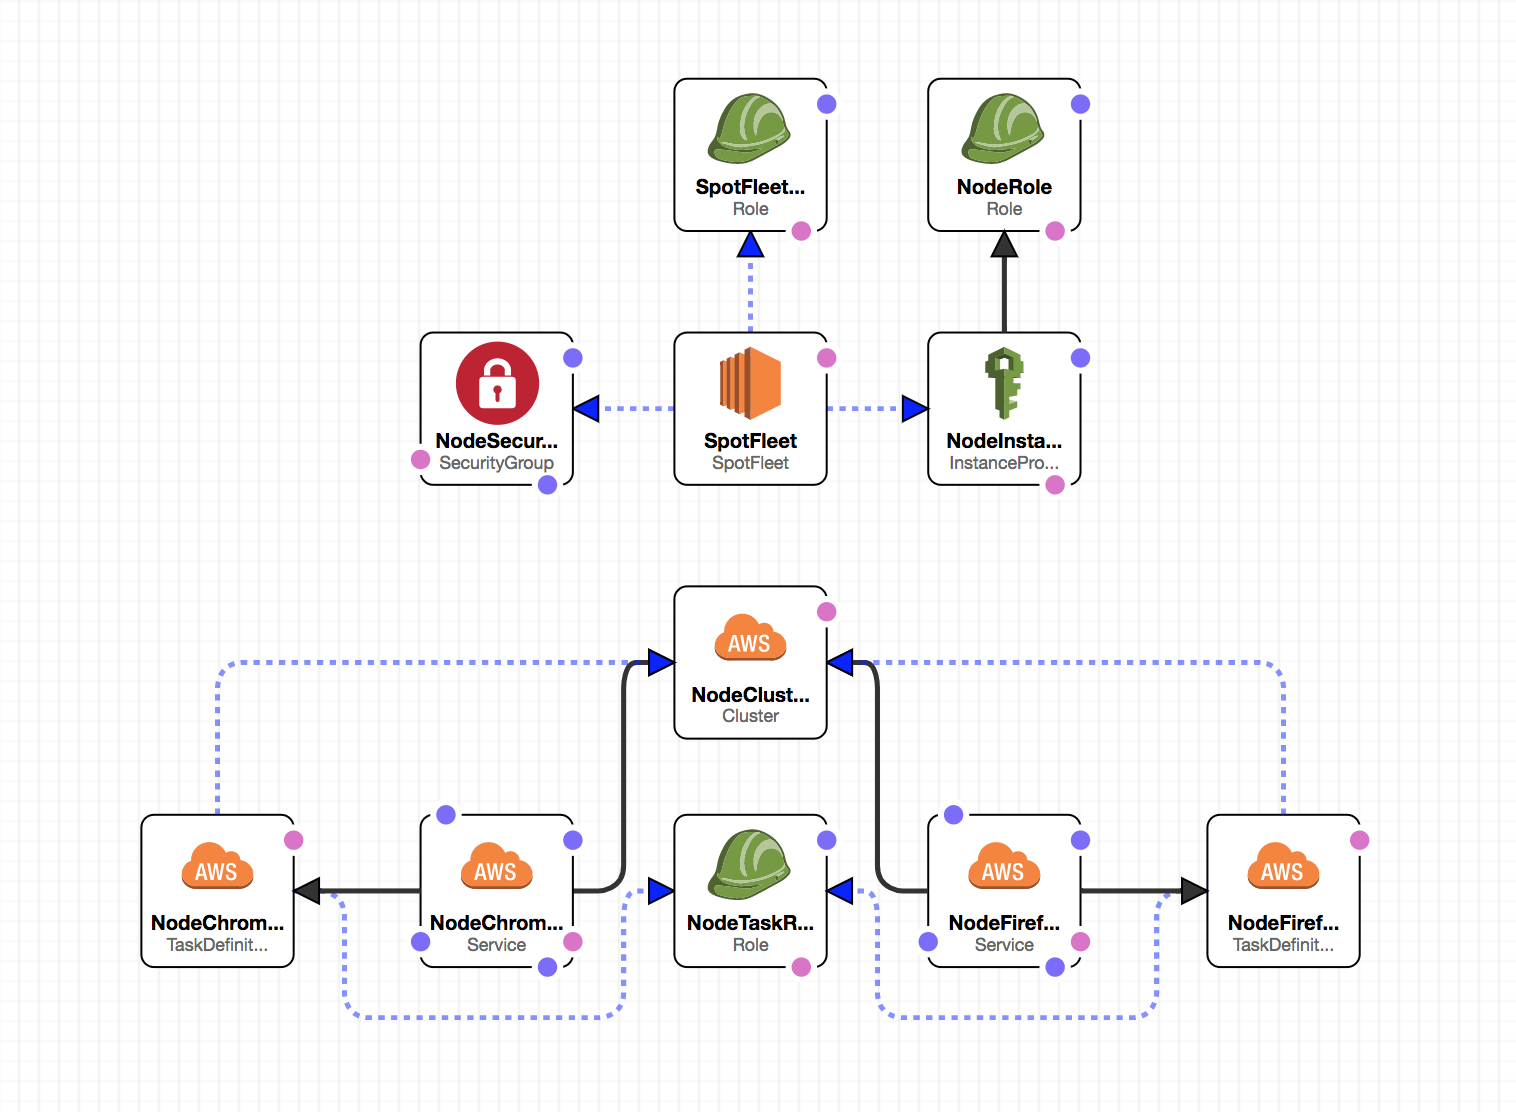 SpotFleet...
Role
NodeRole
Role
NodeSecur...
SecurityGroup
SpotFleet
SpotFleet
NodeInsta...
InstancePro...
AWS
NodeClust...
Cluster
AWS
NodeChrom...
TaskDefinit...
AWS
NodeChrom...
Service
NodeTaskR...
Role
AWS
NodeFiref...
Service
AWS
NodeFiref...
TaskDefinit...